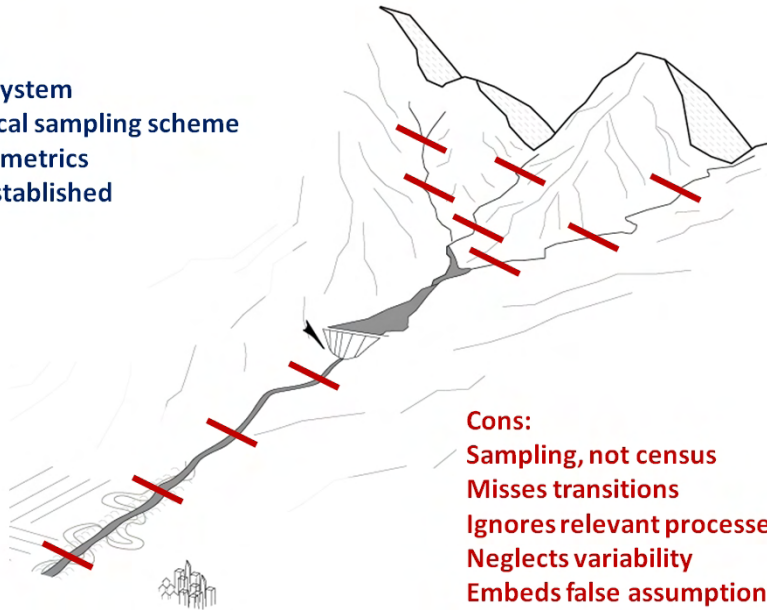 ystem
cal sampling scheme
metrics
stablished
Cons:
Sampling, not census
Misses transitions
Ignores relevant processe
Neglects variability
Embeds false assumption